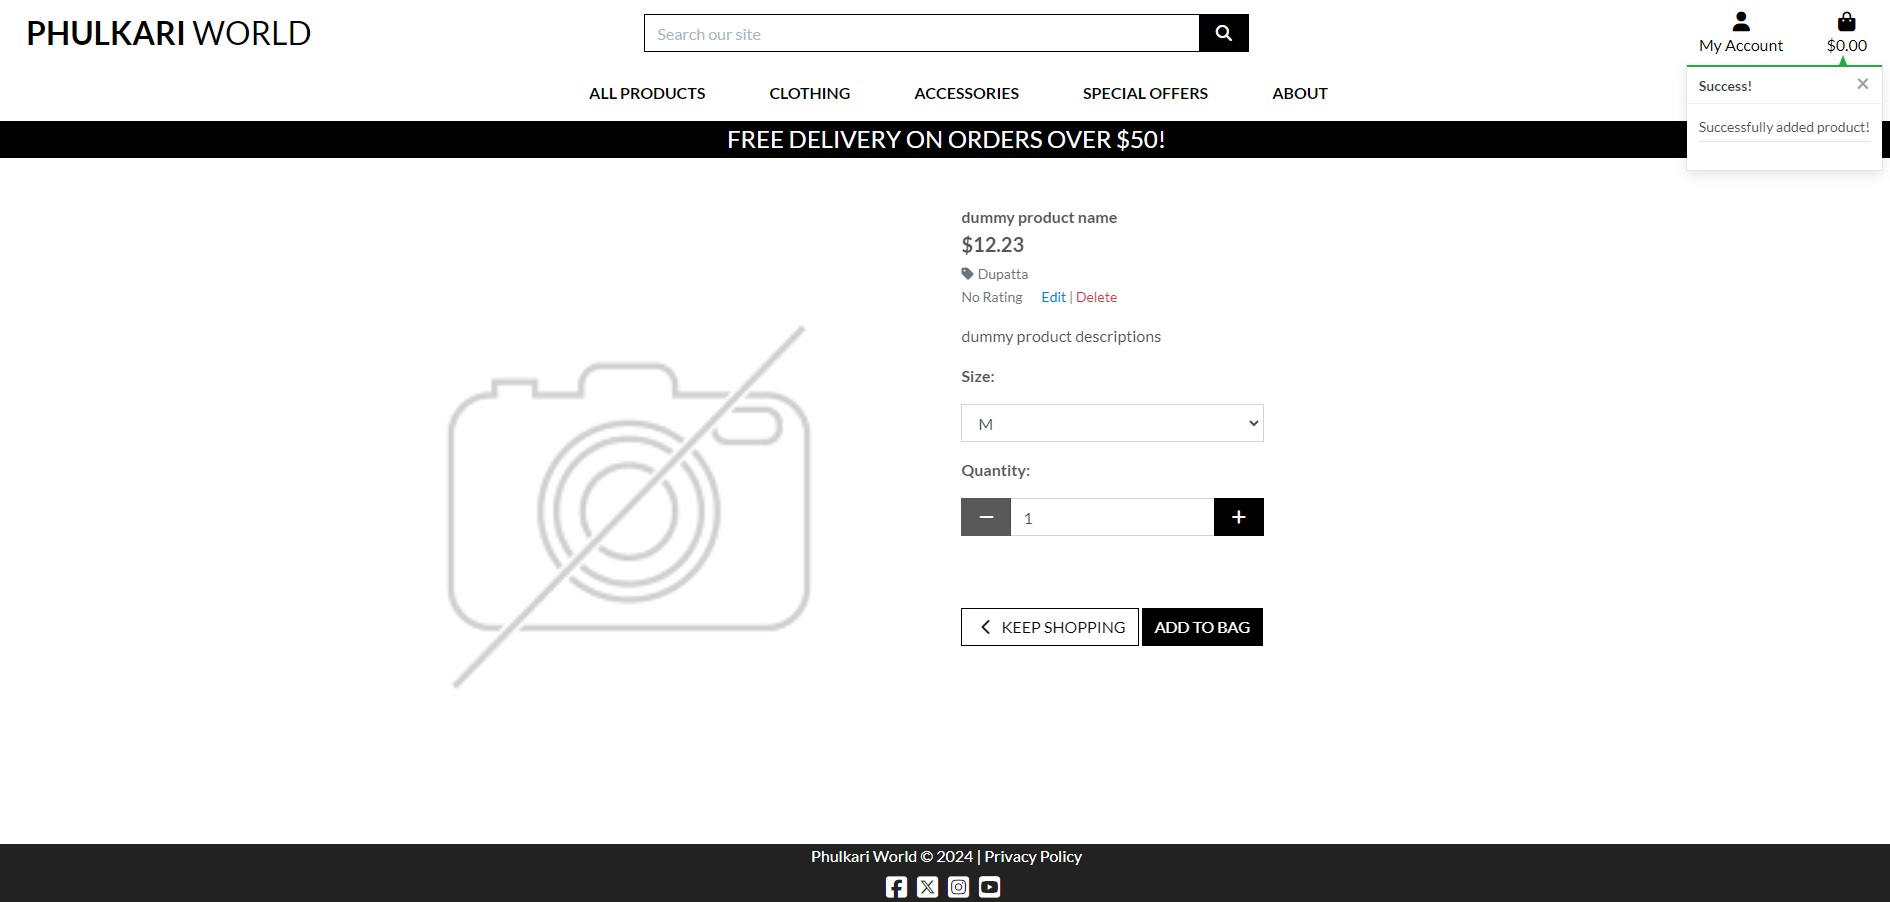 PHULKARI WORLD
Search our site
My Account
$0.00
ALL PRODUCTS
CLOTHING
ACCESSORIES
SPECIAL OFFERS
ABOUT
Success!
×
Successfully added product!
FREE DELIVERY ON ORDERS OVER $50!
dummy product name
$12.23
Dupatta
No Rating Edit | Delete
dummy product descriptions
Size:
M
Quantity:
1
KEEP SHOPPING
ADD TO BAG
Phulkari World © 2024 | Privacy Policy